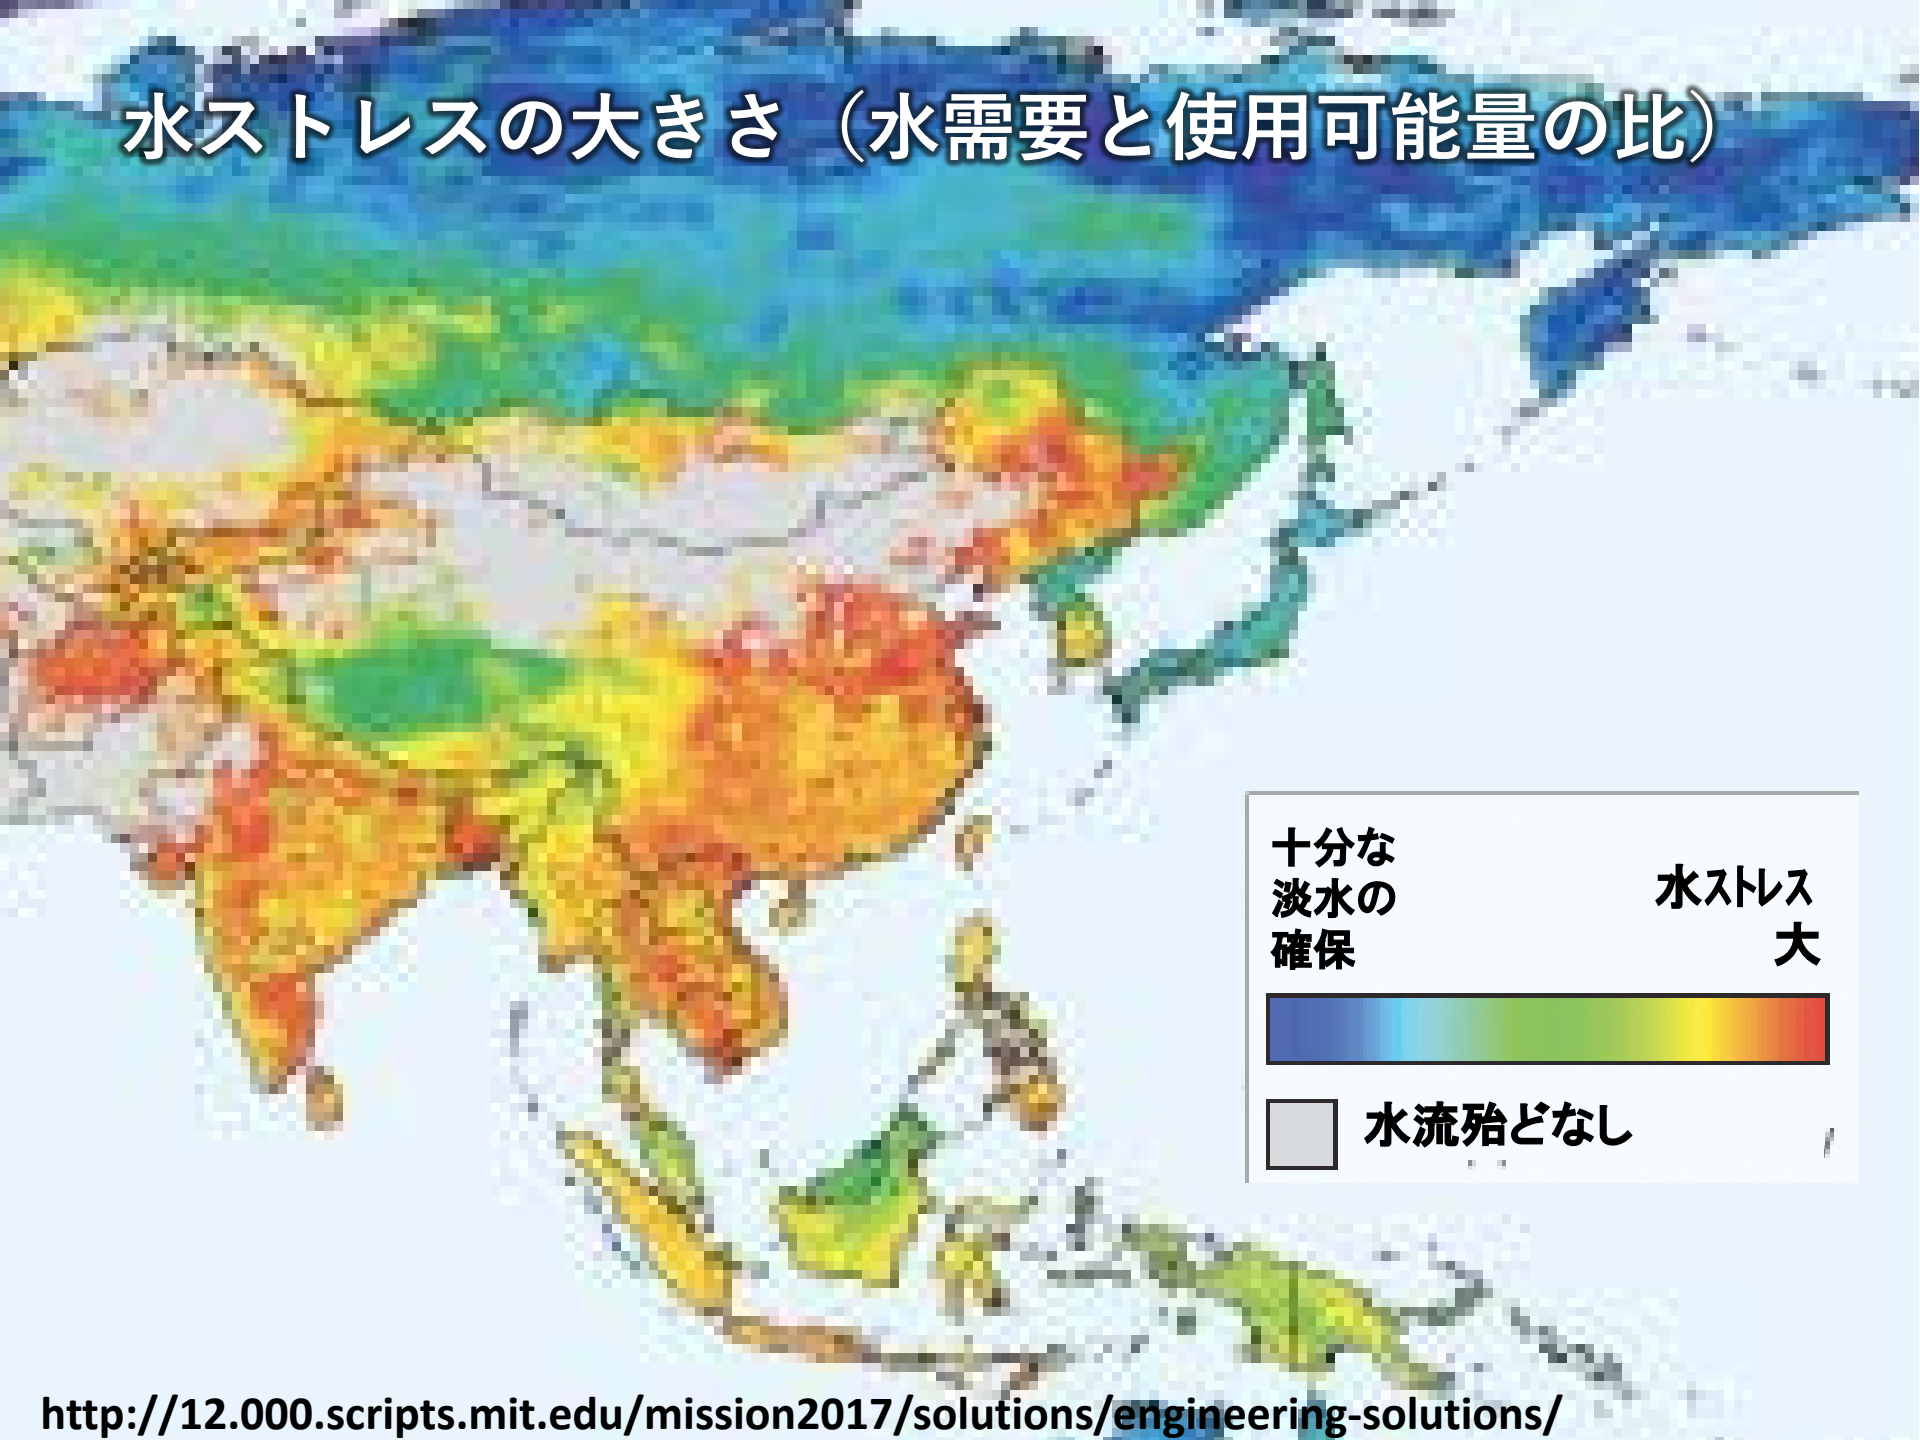 水ストレスの大きさ（水需要と使用可能量の比）
十分な
淡水の
確保
水ストレス
大
水流殆どなし
http://12.000.scripts.mit.edu/mission2017/solutions/engineering-solutions/